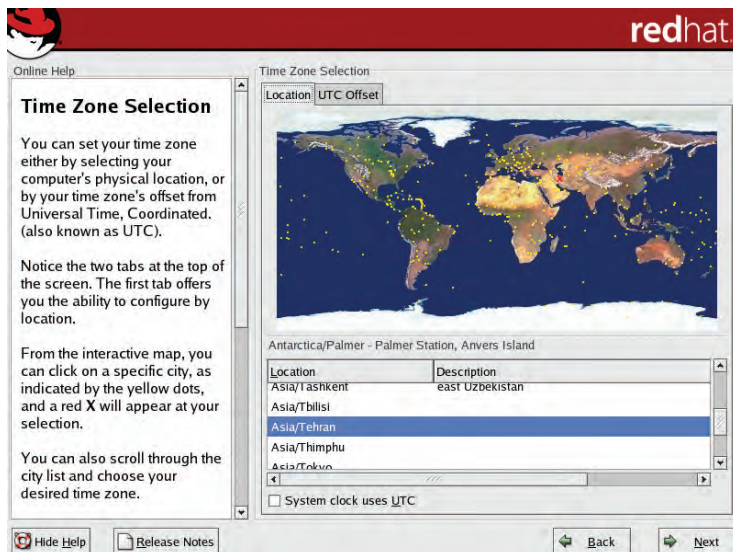 redhat.
Online Help
Time Zone Selection
You can set your time zone
either by selecting your
computer's physical location, or
by your time zone's offset from
Universal Time, Coordinated.
(also known as UTC).
Notice the two tabs at the top of
the screen. The first tab offers
you the ability to configure by
location.
From the interactive map, you
can click on a specific city, as
indicated by the yellow dots,
and a red X will appear at your
selection.
You can also scroll through the
city list and choose your
desired time zone.
Time Zone Selection
Location UTC Offset
Antarctica/Palmer - Palmer Station, Anvers Island
Location Description
Asia/Tashkent east Uzbekistan
Asia/Tbilisi
Asia/Tehran
Asia/Thimphu
Asia/Tokyo
System clock uses UTC
Hide Help Release Notes Back Next